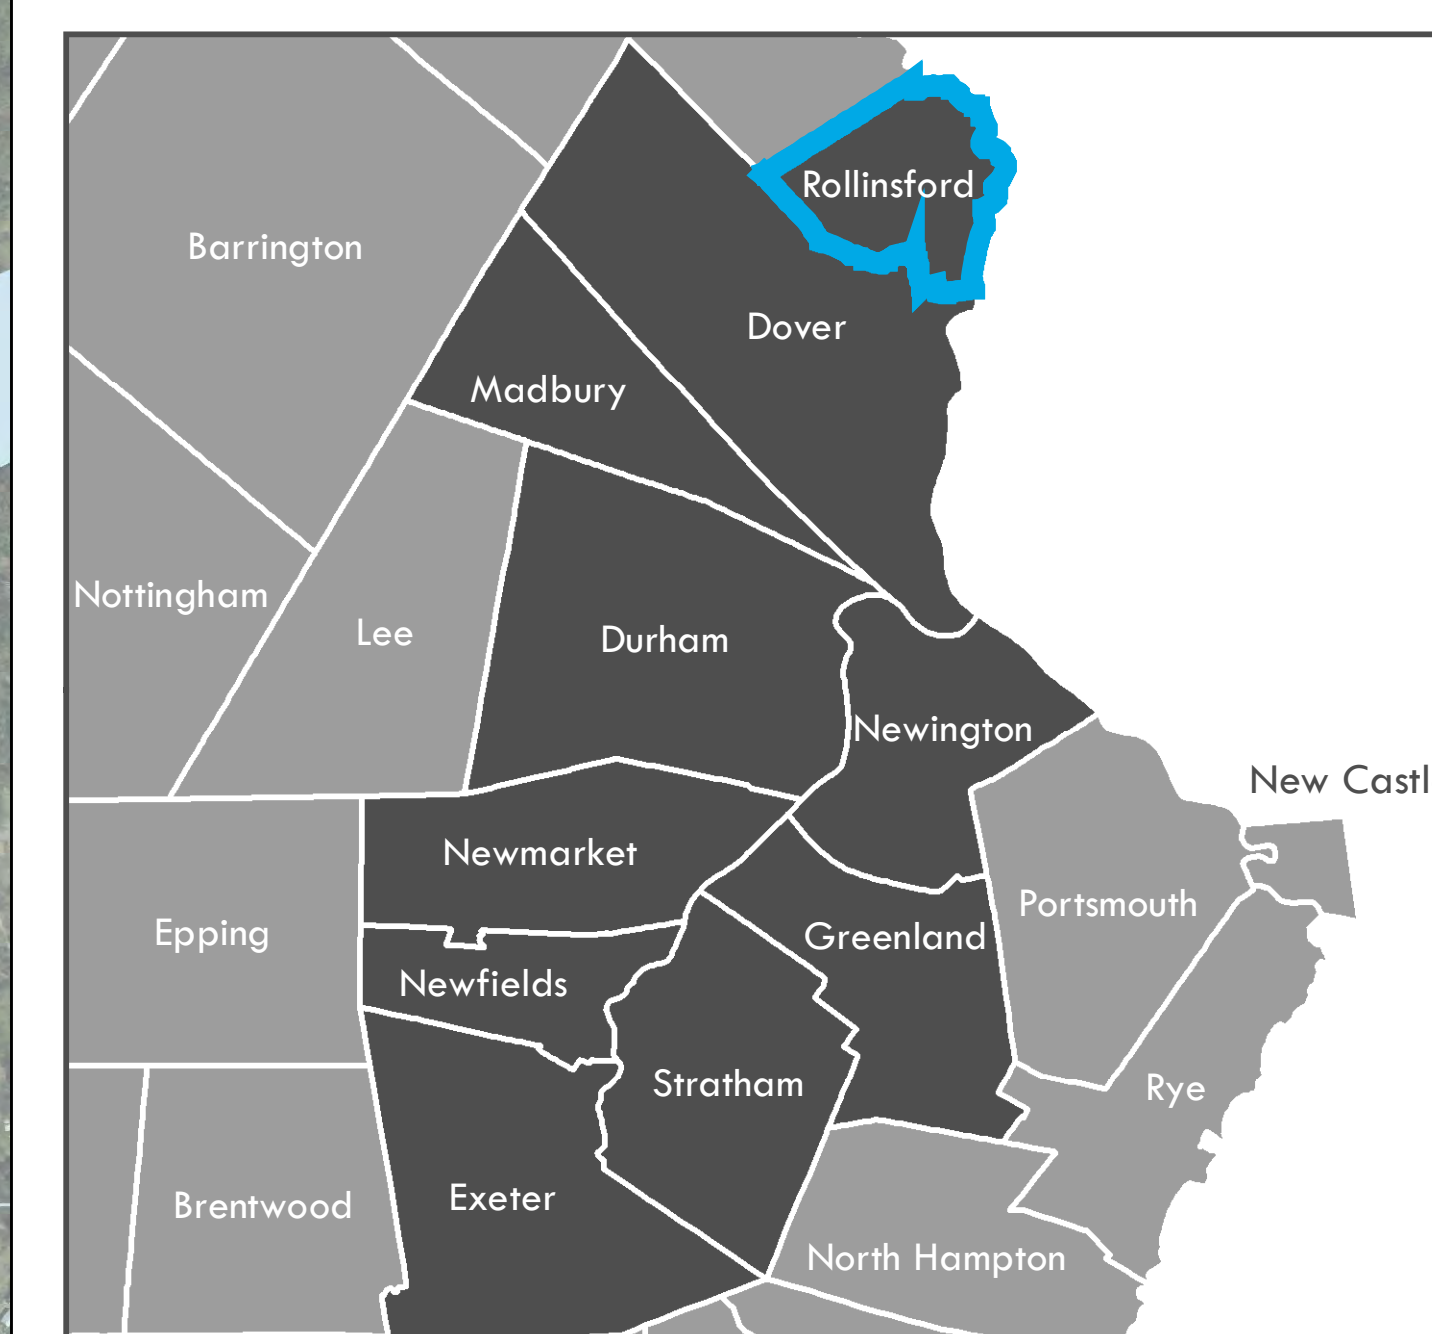 Rollinsford
Barrington
Dover
Madbury
Nottingham
Lee
Durham
Newington
New Castl
Newmarket
Portsmouth
Epping
Greenland
Newfields
Stratham
Rye
Exeter
Brentwood
North Hampton